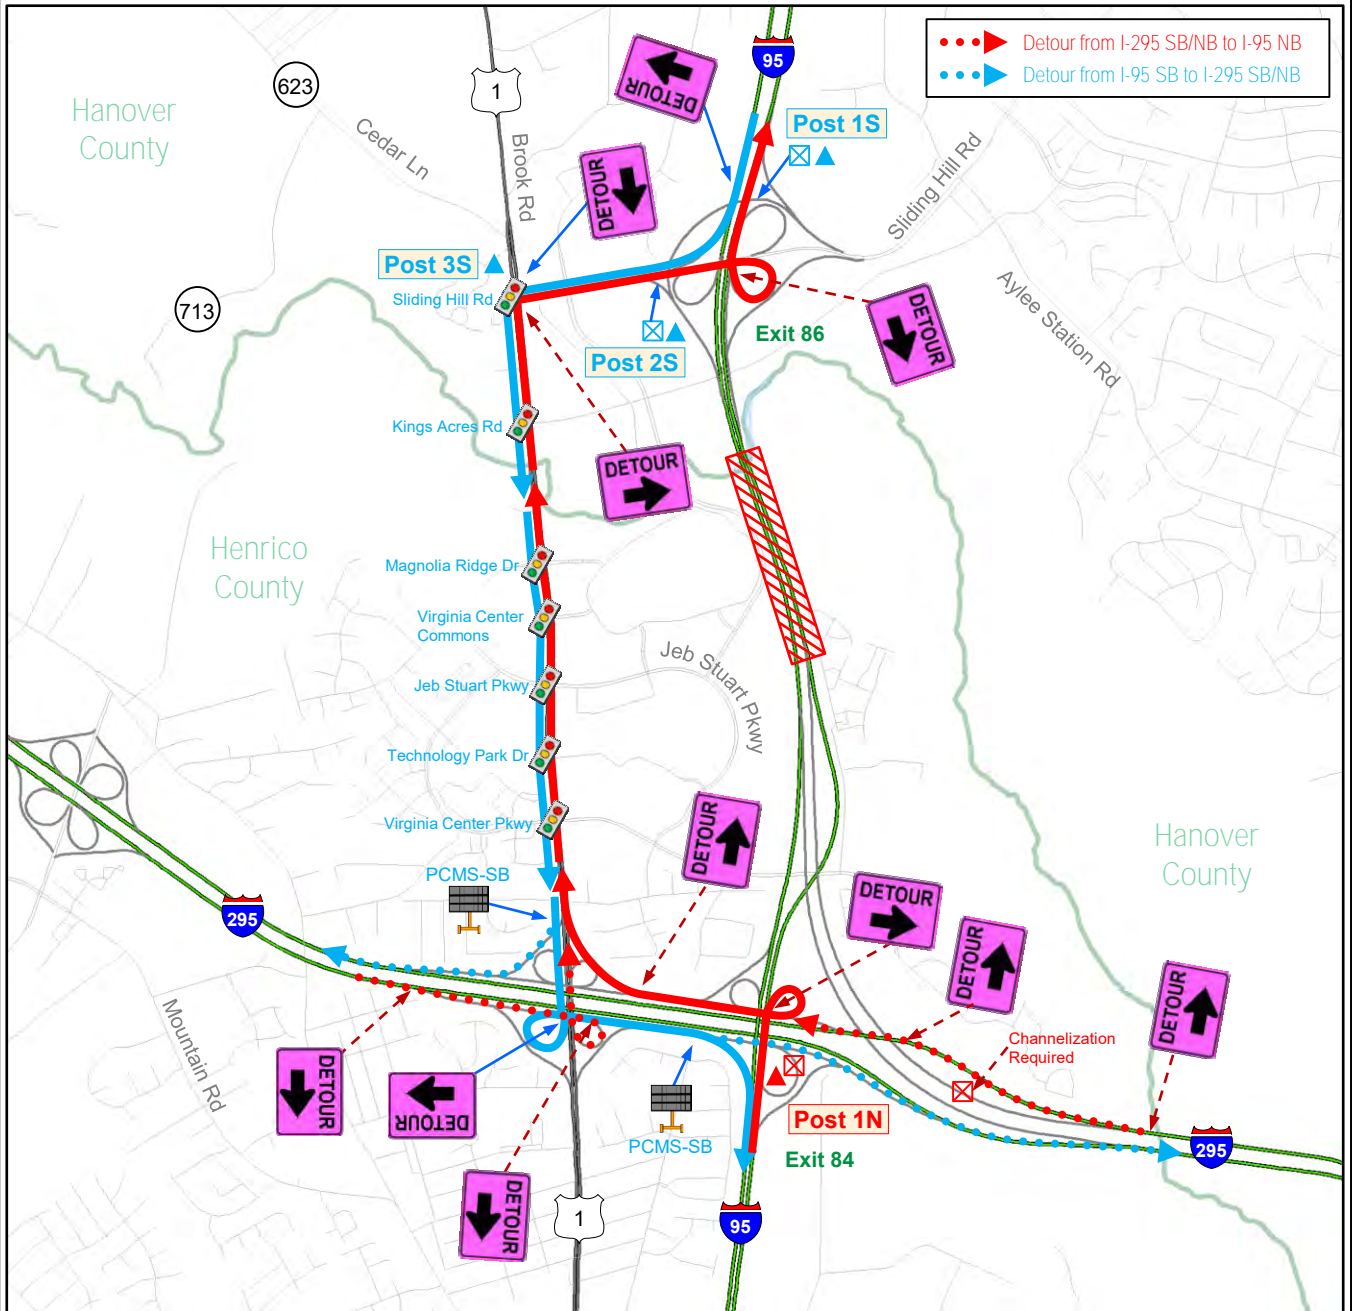 Detour from I-295 SB/NB to I-95 NB
Detour from I-95 SB to I-295 SB/NB
95
DETOUR
1
623
Hanover
County
Post 1S
Cedar Ln
Brook Rd
DETOUR
Sliding Hill Rd
Post 3S
Sliding Hill Rd
713
Aylee Station Rd
DETOUR
Exit 86
Post 2S
Kings Acres Rd
DETOUR
Henrico
County
Magnolia Ridge Dr
Virginia Center
Commons
Jeb Stuart Pkwy
Jeb Stuart Pkwy
Technology Park Dr
Virginia Center Pkwy
DETOUR
Hanover
County
PCMS-SB
DETOUR
295
DETOUR
DETOUR
Mountain Rd
Channelization
Required
DETOUR
DETOUR
Post 1N
PCMS-SB
Exit 84
295
DETOUR
1
95